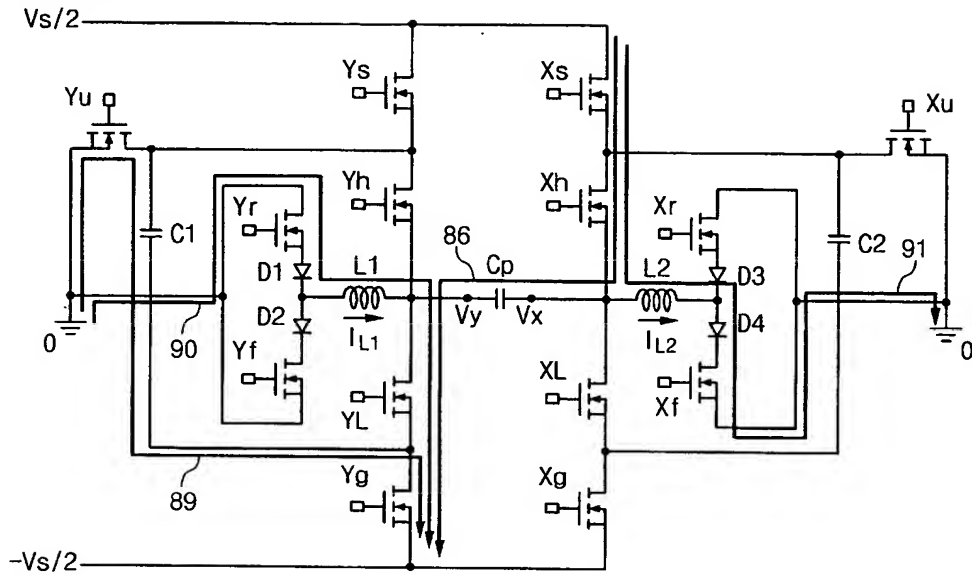 Vs/2
Ys
Xs
Yu
Xu
Yh
Xh
Yr
Xr
C1
86
Cp
L1
L2
C2
91
D1
D3
D2
D4
Vy
Vx
0
90
IL1
IL2
0
Yf
YL
XL
Xf
89
Yg
Xg
-Vs/2